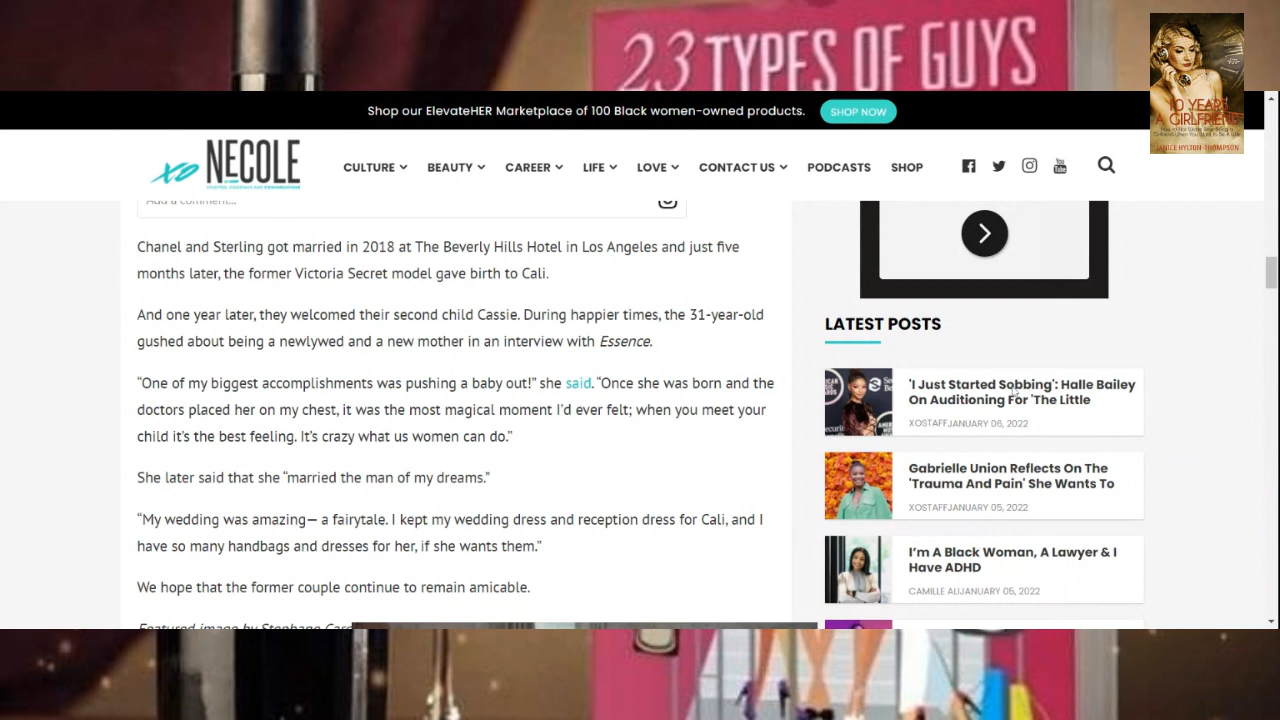 23 TYPES OF GUYS
10 YEARS
A GIRLFRIEND
JANICE HYLTON-THOMPSON
Shop our ElevateHER Marketplace of 100 Black women-owned products.
SHOP NOW
xo NECOLE
CULTURE
BEAUTY
CAREER
LIFE
LOVE
CONTACT US
PODCASTS
SHOP
Add a comment...
Chanel and Sterling got married in 2018 at The Beverly Hills Hotel in Los Angeles and just five
months later, the former Victoria Secret model gave birth to Cali.
And one year later, they welcomed their second child Cassie. During happier times, the 31-year-old
gushed about being a newlywed and a new mother in an interview with Essence.
“One of my biggest accomplishments was pushing a baby out!” she said. “Once she was born and the
doctors placed her on my chest, it was the most magical moment I’d ever felt; when you meet your
child it’s the best feeling. It’s crazy what us women can do.”
She later said that she “married the man of my dreams.”
“My wedding was amazing— a fairytale. I kept my wedding dress and reception dress for Cali, and I
have so many handbags and dresses for her, if she wants them.”
We hope that the former couple continue to remain amicable.
Featured image by Stephane
LATEST POSTS
'I Just Started Sobbing': Halle Bailey
On Auditioning For 'The Little
XOSTAFFJANUARY 06, 2022
Gabrielle Union Reflects On The
'Trauma And Pain' She Wants To
XOSTAFFJANUARY 05, 2022
I’m A Black Woman, A Lawyer & I
Have ADHD
CAMILLE ALIJANUARY 05, 2022